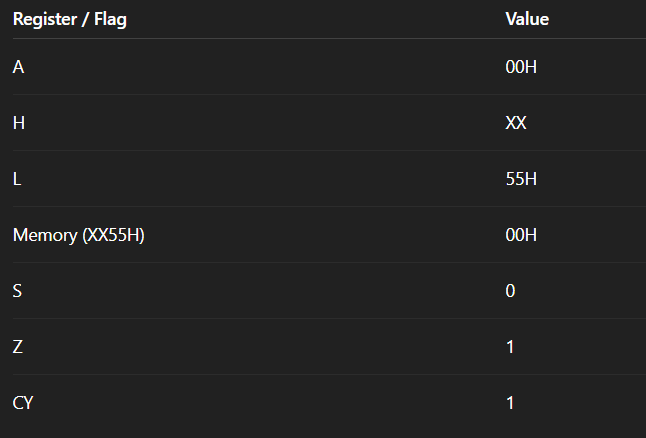 Register / Flag Value
A 00H
H XX
L 55H
Memory (XX55H) 00H
S 0
Z 1
CY 1